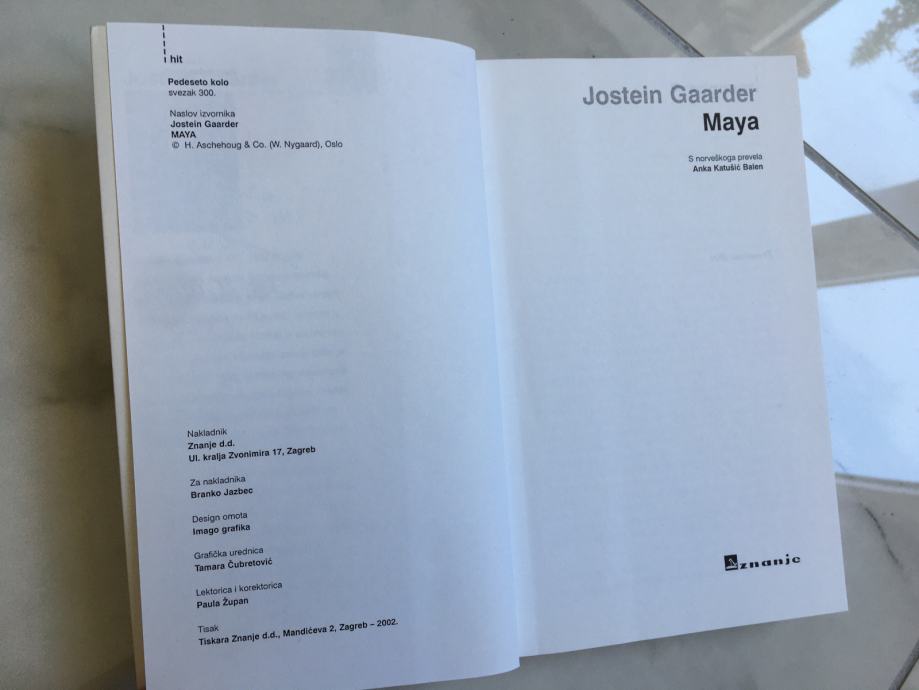 hit
Pedeseto kolo
svezak 300.
Naslov izvornika
Jostein Gaarder
MAYA
© H. Aschehoug & Co. (W. Nygaard), Oslo
Nakladnik
Znanje d.d.
Ul. kralja Zvonimira 17, Zagreb
Za nakladnika
Branko Jazbec
Design omota
Imago grafika
Grafička urednica
Tamara Čubretović
Lektorica i korektorica
Paula Župan
Tisak
Tiskara Znanje d.d., Mandićeva 2, Zagreb – 2002.
Jostein Gaarder
Maya
S norveškoga prevela
Anka Katušić Balen
znanje